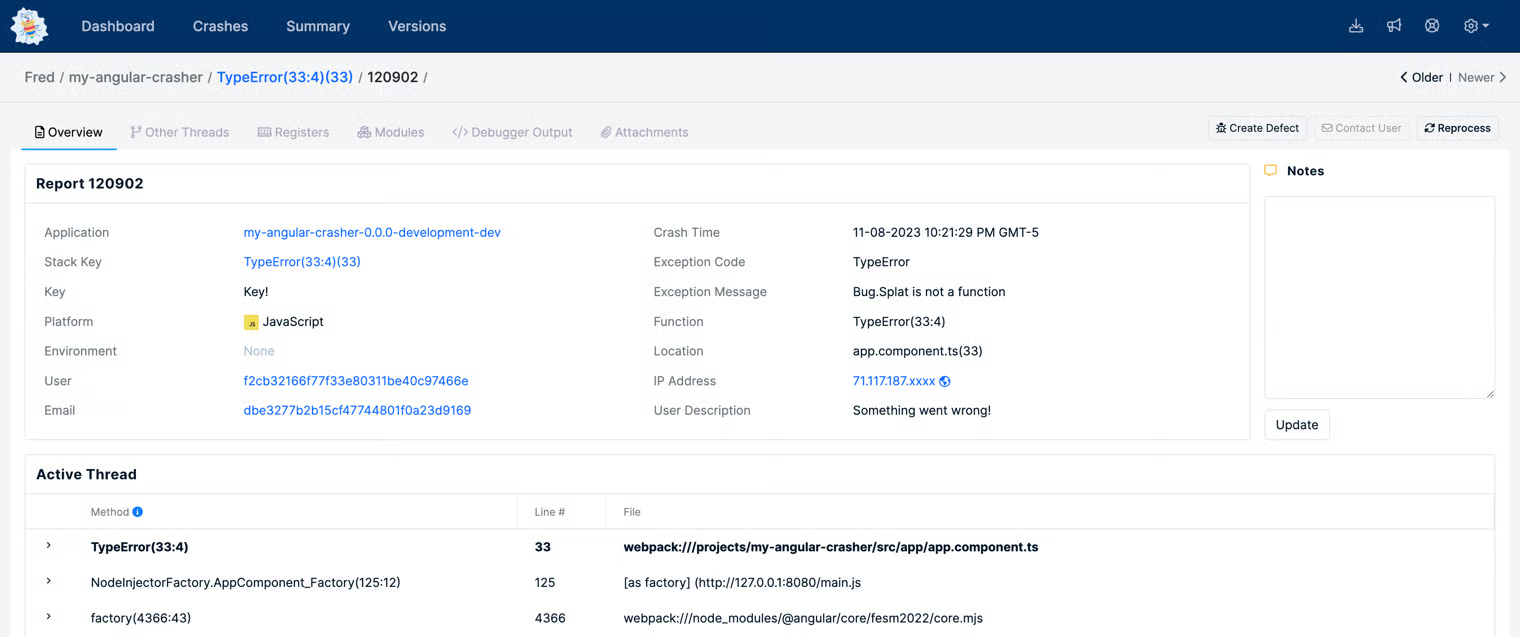 Dashboard Crashes Summary Versions
Fred / my-angular-crasher / TypeError(33:4)(33) / 120902 /
Older | Newer
Overview Other Threads Registers Modules </> Debugger Output Attachments
Create Defect Contact User Reprocess
Report 120902
Notes
Application my-angular-crasher-0.0.0-development-dev Crash Time 11-08-2023 10:21:29 PM GMT-5
Stack Key TypeError(33:4)(33) Exception Code TypeError
Key Key! Exception Message Bug.Splat is not a function
Platform JS JavaScript Function TypeError(33:4)
Environment None Location app.component.ts(33)
User f2cb32166f77f33e80311be40c97466e IP Address 71.117.187.xxxx
Email dbe3277b2b15cf47744801f0a23d9169 User Description Something went wrong!
Update
Active Thread
Method Line # File
TypeError(33:4) 33 webpack:///projects/my-angular-crasher/src/app/app.component.ts
NodeInjectorFactory.AppComponent_Factory(125:12) 125 [as factory] (http://127.0.0.1:8080/main.js
factory(4366:43) 4366 webpack:///node_modules/@angular/core/fesm2022/core.mjs